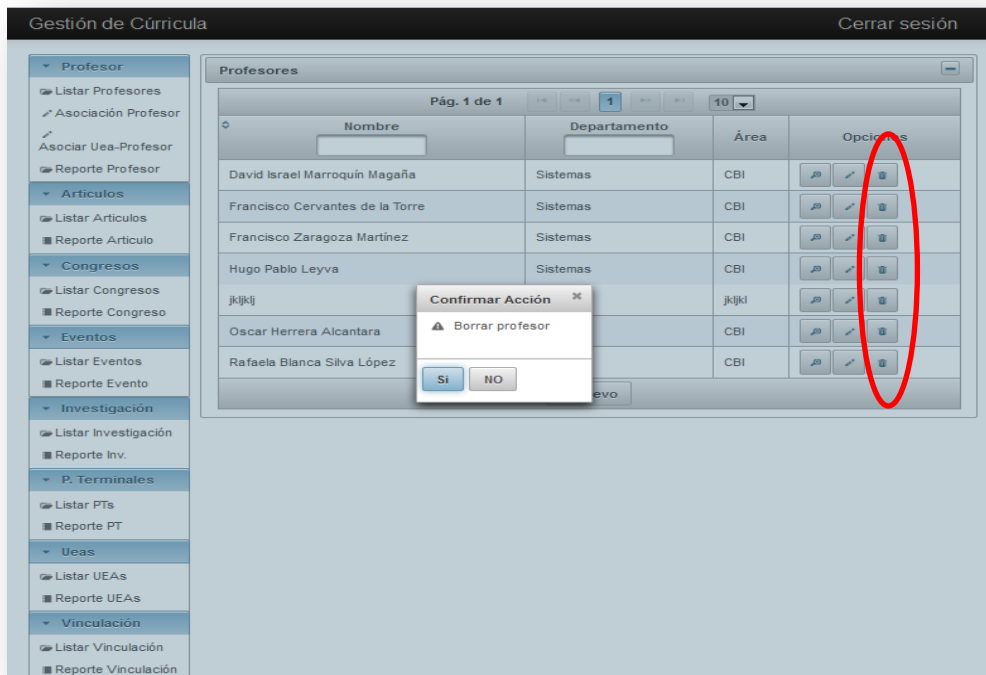 Gestión de Cúrricula
Cerrar sesión
Profesor
Listar Profesores
Asociación Profesor
Asociar Uea-Profesor
Reporte Profesor
Articulos
Listar Articulos
Reporte Articulo
Congresos
Listar Congresos
Reporte Congreso
Eventos
Listar Eventos
Reporte Evento
Investigación
Listar Investigación
Reporte Inv.
P. Terminales
Listar PTs
Reporte PT
Ueas
Listar UEAs
Reporte UEAs
Vinculación
Listar Vinculación
Reporte Vinculación
Profesores
Pág. 1 de 1 1 10
Nombre Departamento Área Opciones
David Israel Marroquín Magaña Sistemas CBI
Francisco Cervantes de la Torre Sistemas CBI
Francisco Zaragoza Martínez Sistemas CBI
Hugo Pablo Leyva Sistemas CBI
jkljklj jkljkl
Oscar Herrera Alcantara CBI
Rafaela Blanca Silva López CBI
evo
Confirmar Acción
Borrar profesor
Si NO